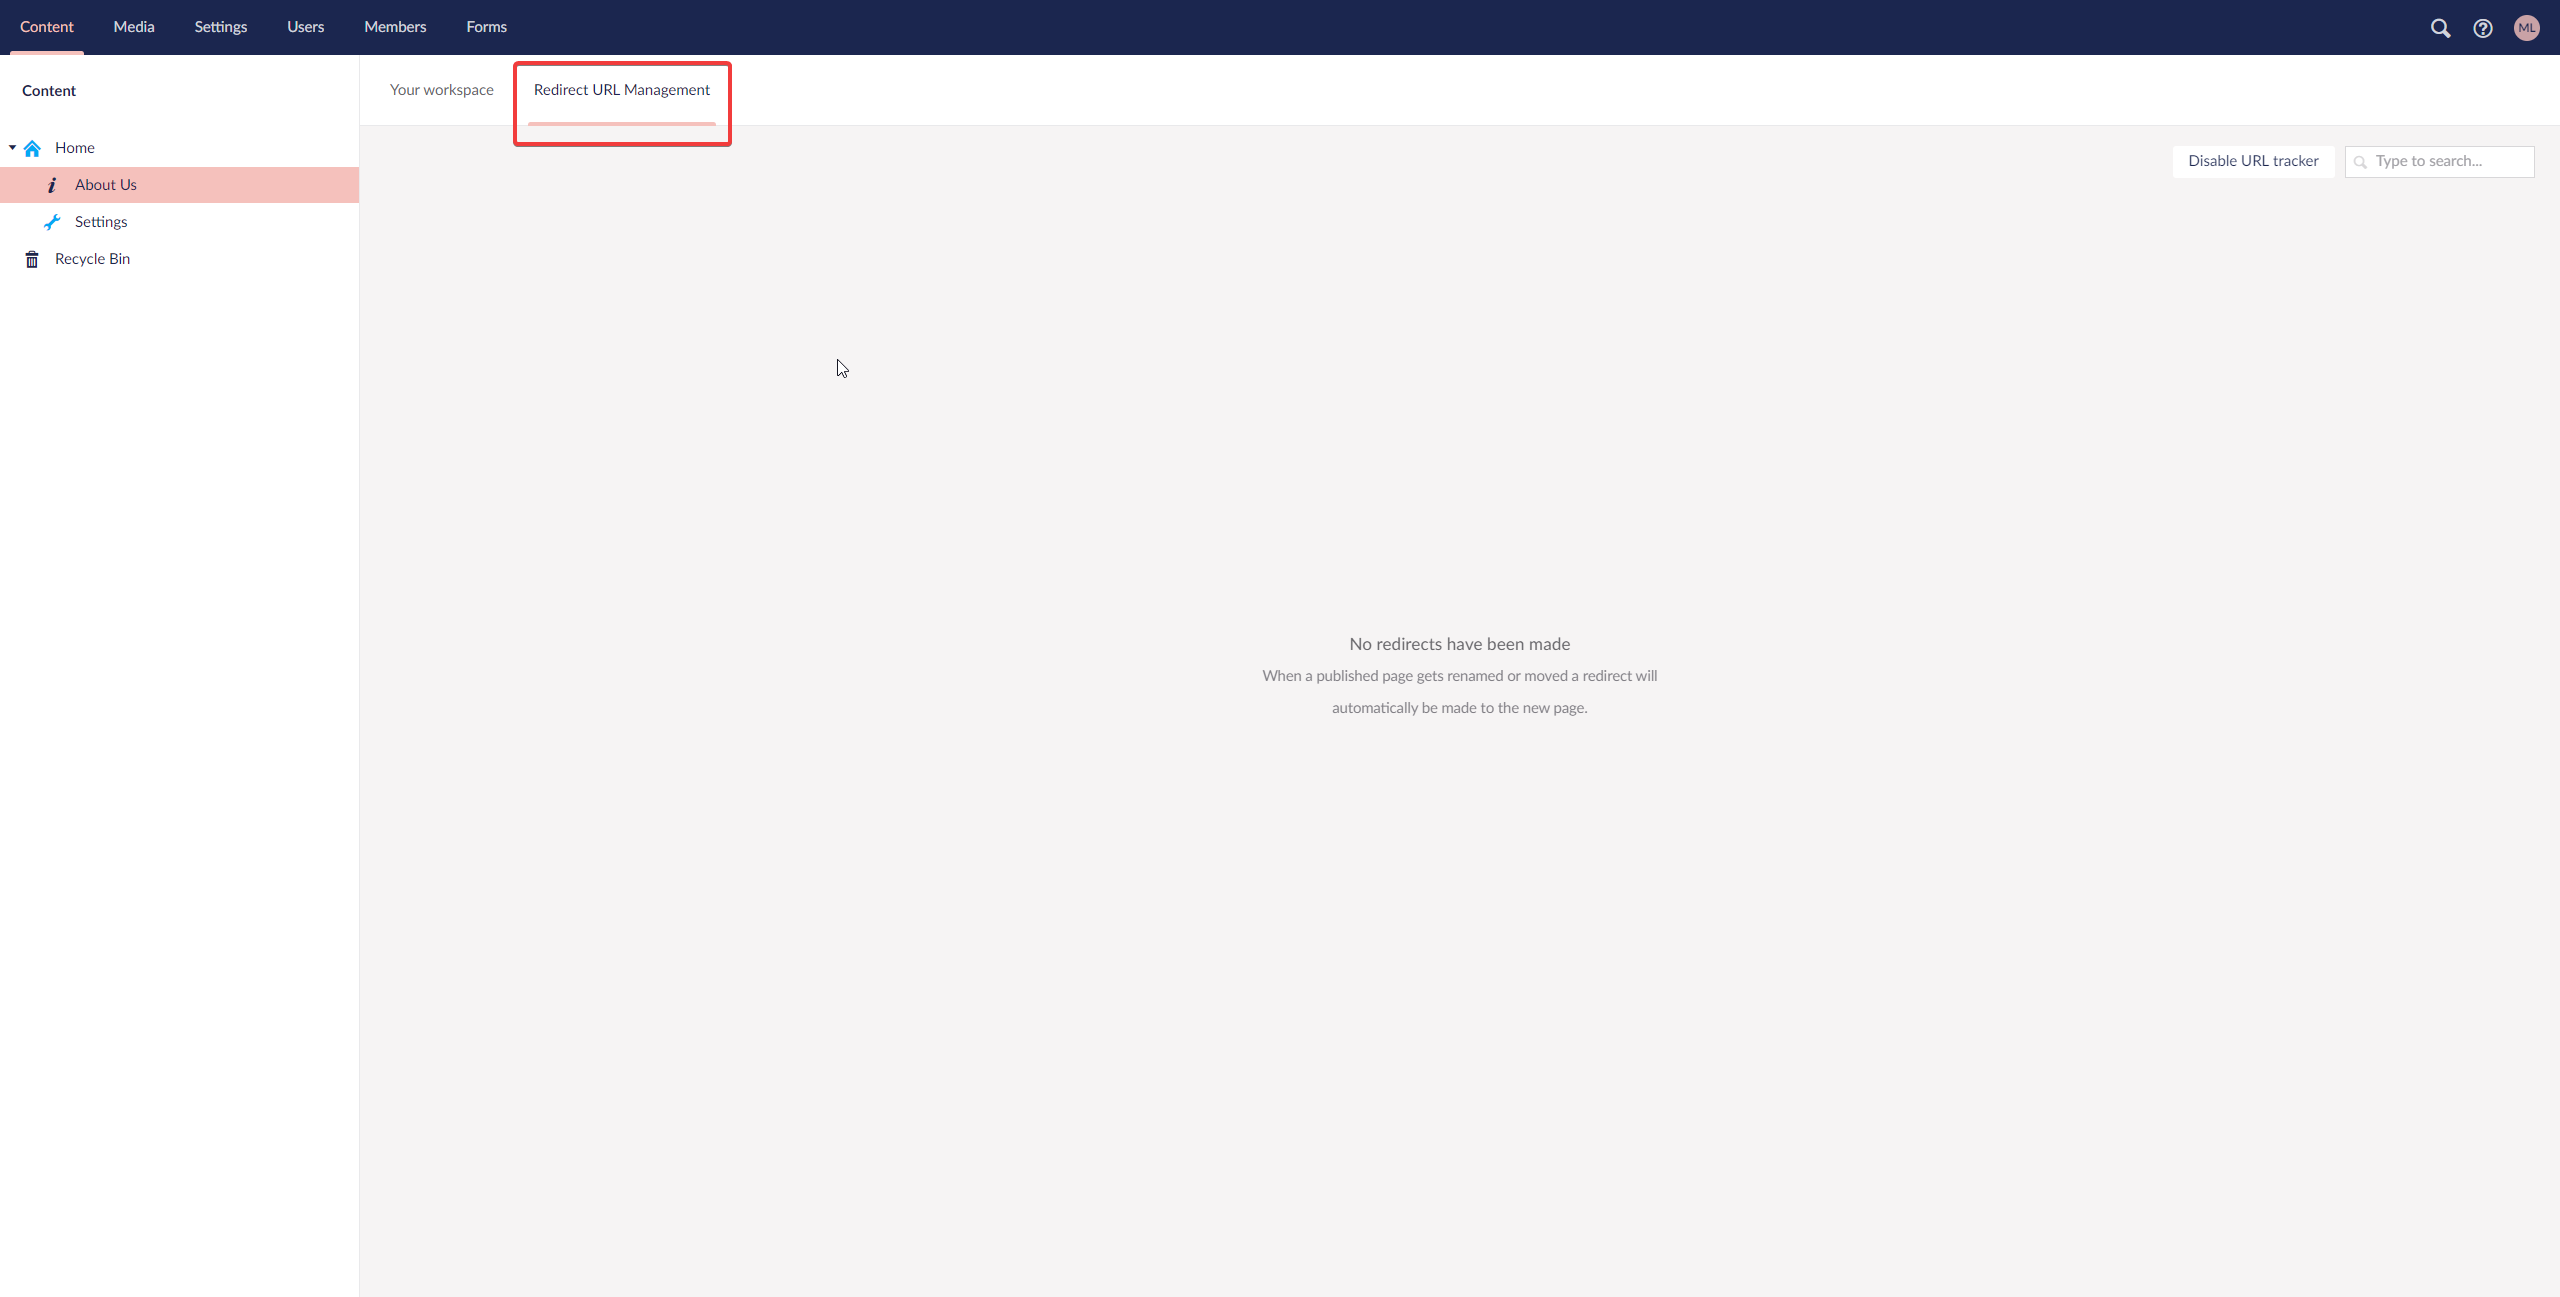 Content Media Settings Users Members Forms ML
Content
Your workspace Redirect URL Management
Home
Disable URL tracker Type to search...
About Us
Settings
Recycle Bin
No redirects have been made
When a published page gets renamed or moved a redirect will
automatically be made to the new page.